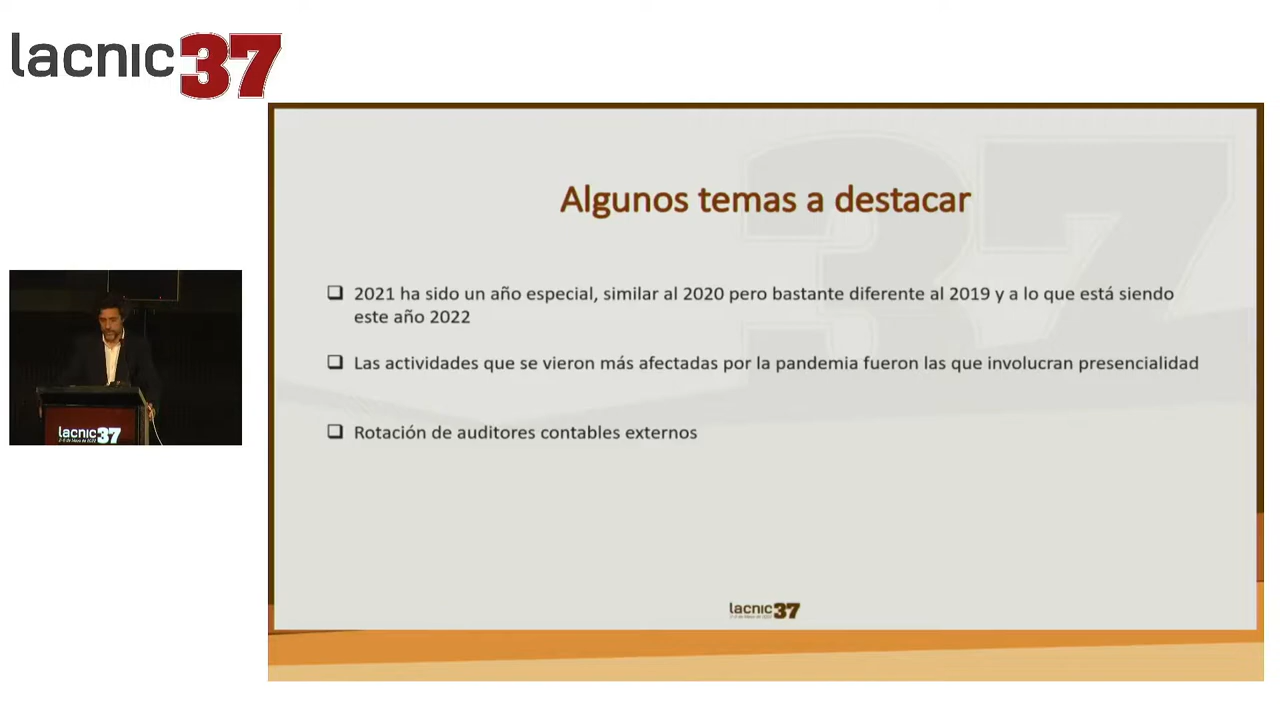 lacnic37
Algunos temas a destacar
❑ 2021 ha sido un año especial, similar al 2020 pero bastante diferente al 2019 y a lo que está siendo
este año 2022
❑ Las actividades que se vieron más afectadas por la pandemia fueron las que involucran presencialidad
❑ Rotación de auditores contables externos
lacnic37
lacnic37